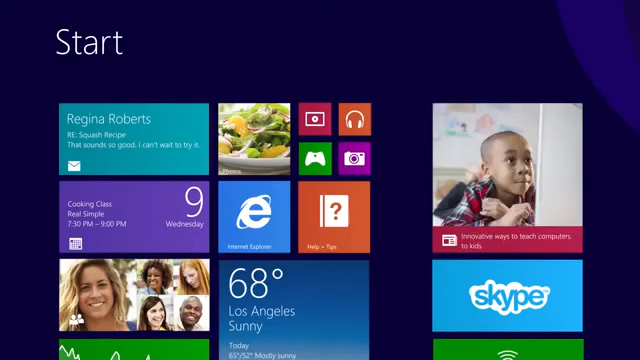 Start
Regina Roberts
RE: Squash Recipe
That sounds so good. I can't wait to try it.
Photos
Cooking Class
Real Simple
7:30 PM – 9:00 PM
9
Wednesday
Internet Explorer
?
Help + Tips
Innovative ways to teach computers
to kids
68°
Los Angeles
Sunny
Today
65°/52° Mostly sunny
skype